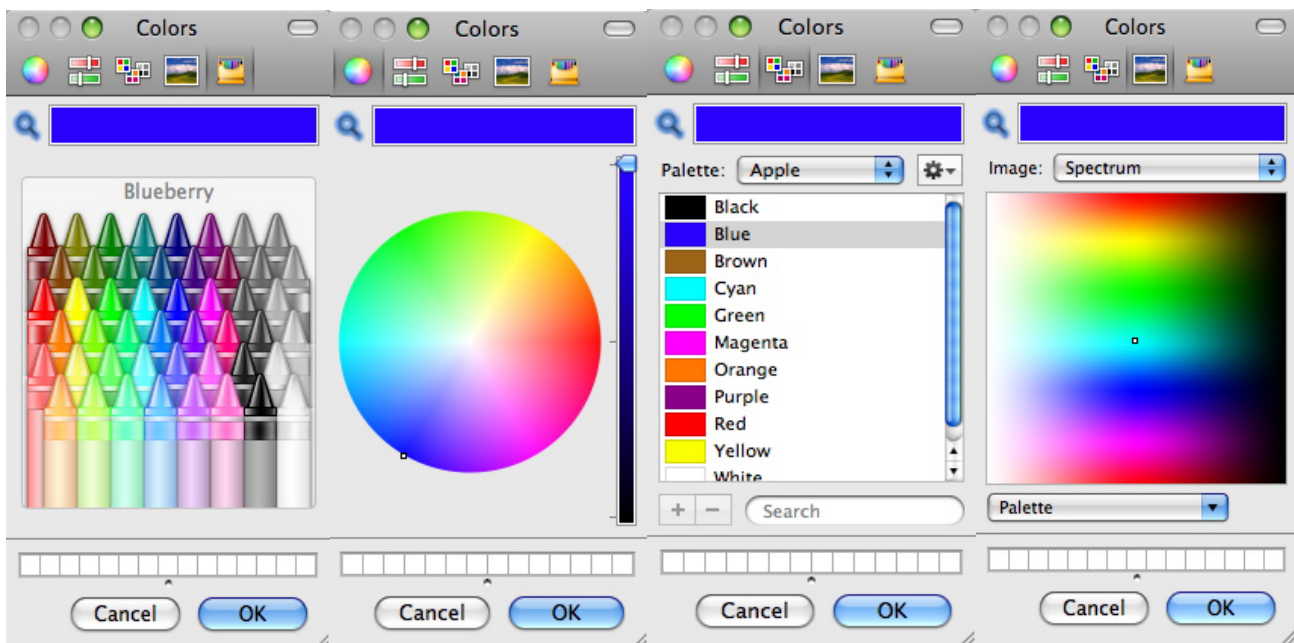 Colors
Blueberry
Cancel
OK
Colors
Cancel
OK
Colors
Palette:
Apple
Black
Blue
Brown
Cyan
Green
Magenta
Orange
Purple
Red
Yellow
White
+ −
Search
Cancel
OK
Colors
Image:
Spectrum
Palette
Cancel
OK